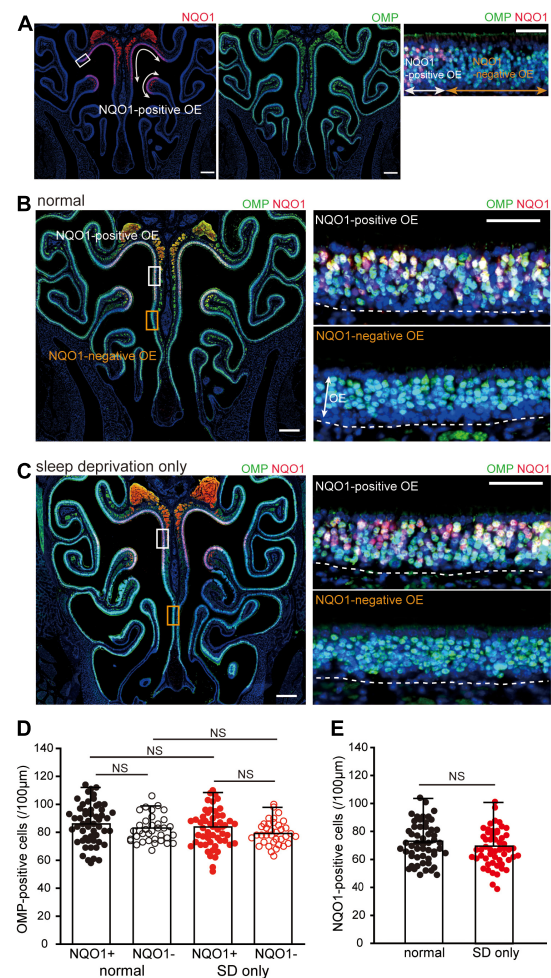 A
NQO1
OMP
OMP NQO1
NQO1-positive OE
NQO1
-positive OE
NQO1
-negative OE
B normal
OMP NQO1
OMP NQO1
NQO1-positive OE
NQO1-negative OE
NQO1-positive OE
NQO1-negative OE
OE
C sleep deprivation only
OMP NQO1
OMP NQO1
NQO1-positive OE
NQO1-negative OE
D
OMP-positive cells (/100μm)
140
120
100
80
60
40
20
0
NS
NS
NS
NS
NQO1+ NQO1- NQO1+ NQO1-
normal SD only
E
NQO1-positive cells (/100μm)
140
120
100
80
60
40
20
0
NS
normal SD only